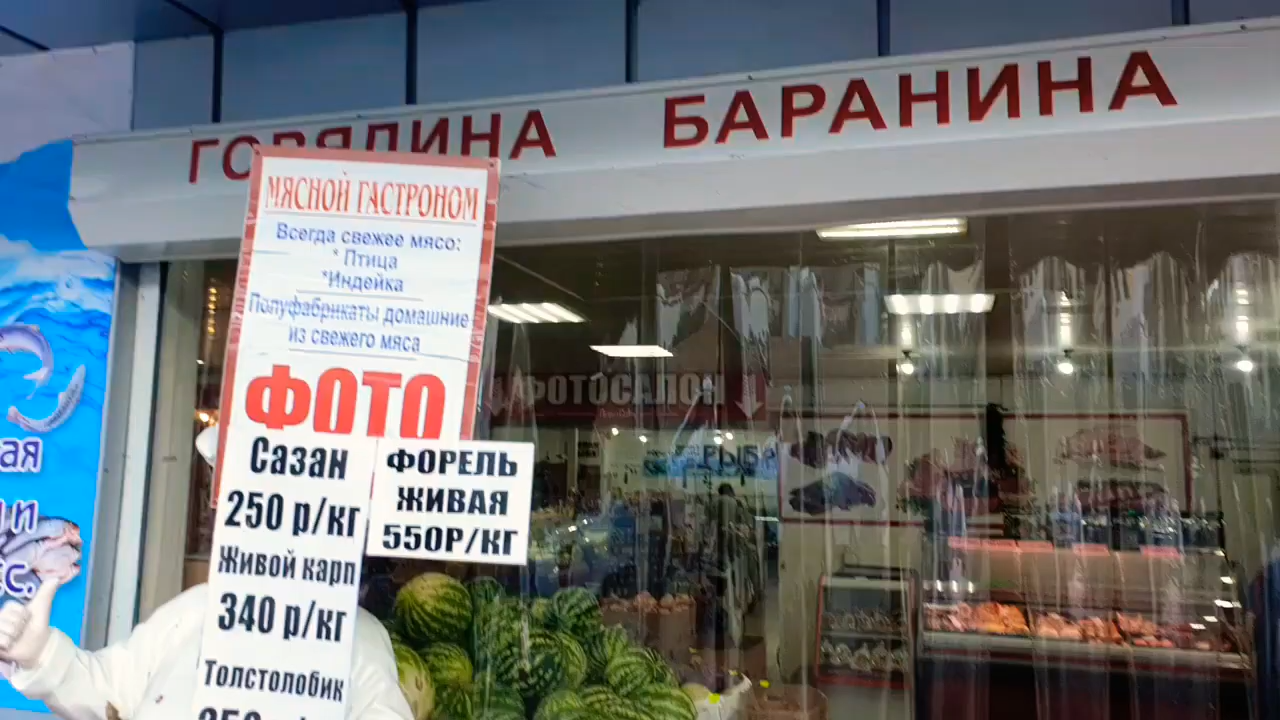 ГОВЯДИНА БАРАНИНА
МЯСНОЙ ГАСТРОНОМ
Всегда свежее мясо:
* Птица
*Индейка
Полуфабрикаты домашние
из свежего мяса
ФОТО
Сазан
250 р/кг
Живой карп
340 р/кг
Толстолобик
ФОРЕЛЬ
ЖИВАЯ
550Р/КГ
ФОТОСАЛОН
РЫБА
ая
и